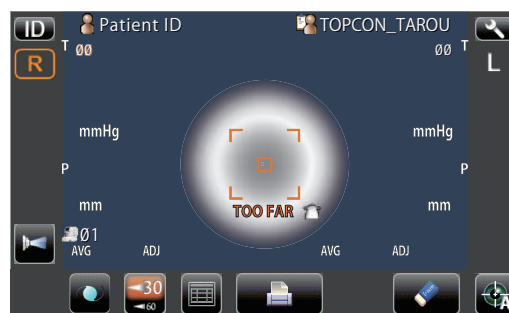 ID Patient ID TOPCON_TAROU
R T 00 00 T L
mmHg mmHg
P P
mm TOO FAR mm
01
AVG ADJ AVG ADJ
30
60
A